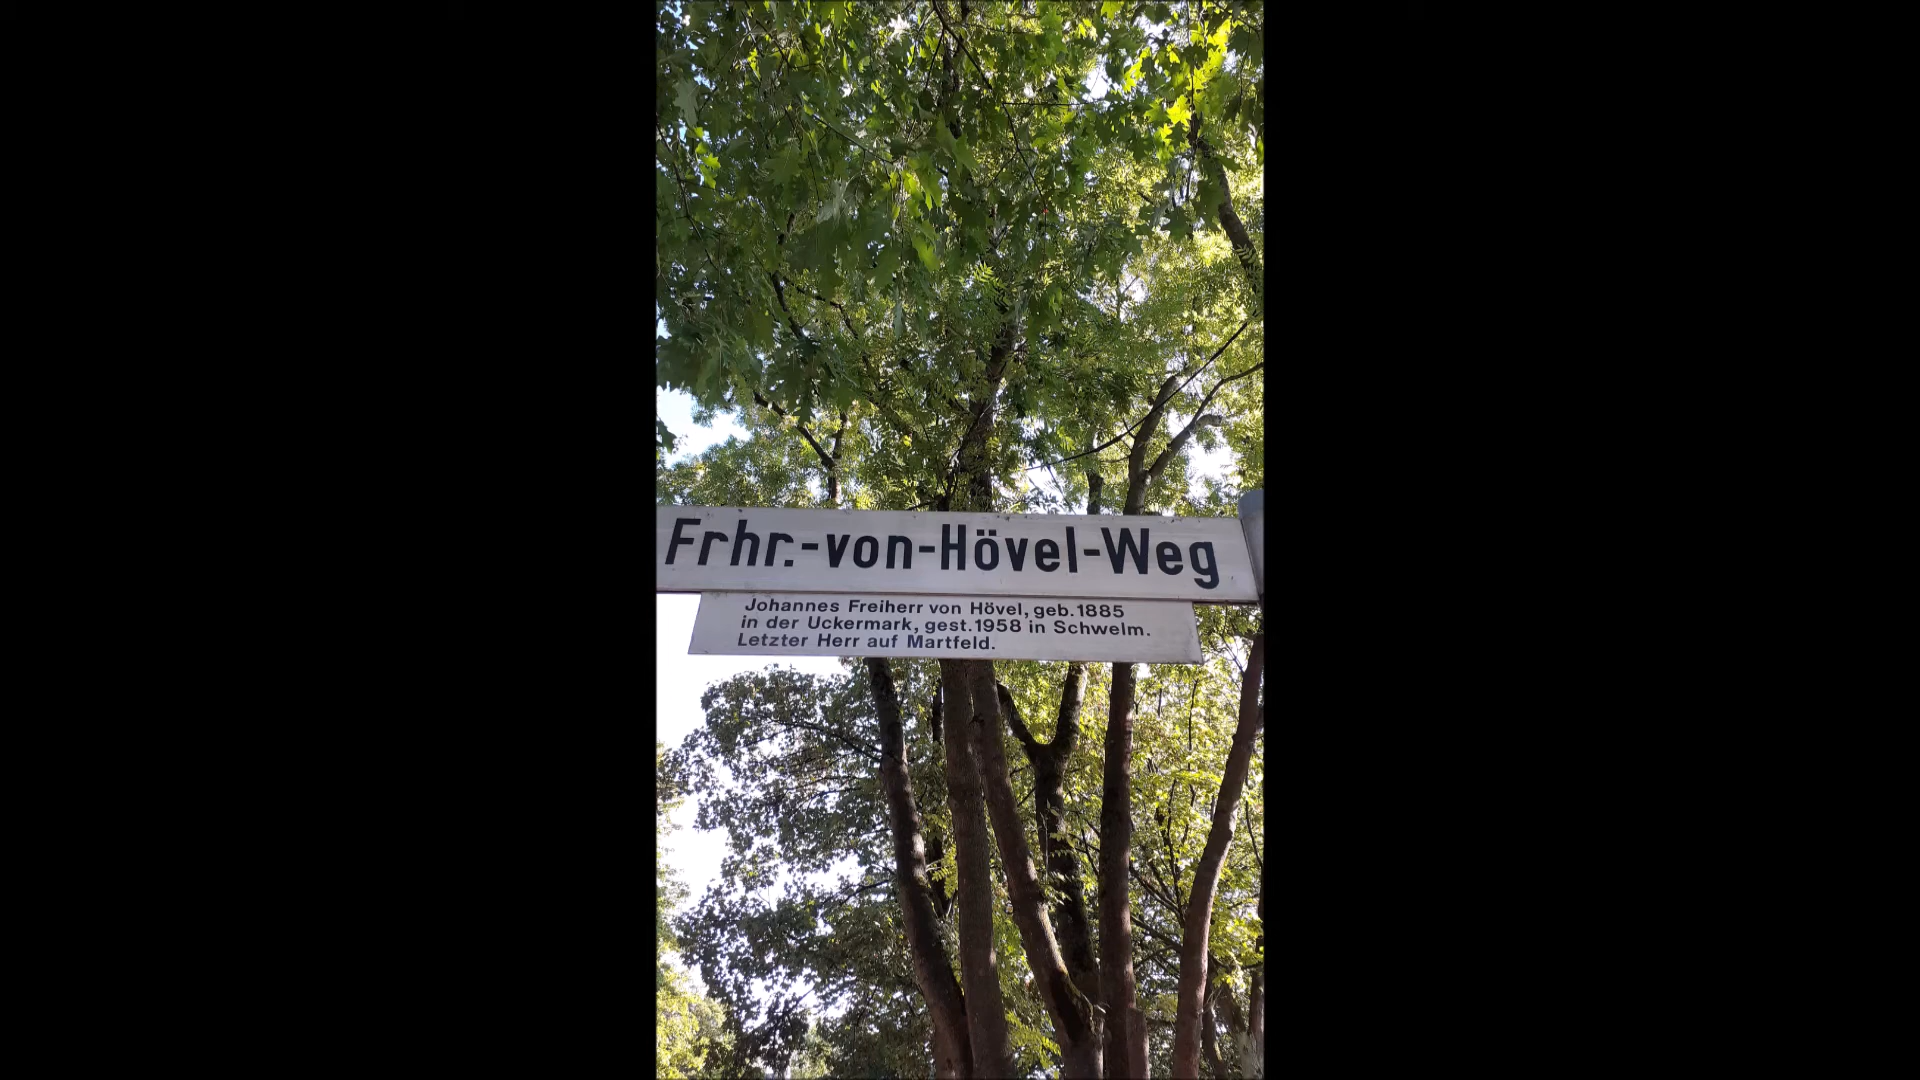 Frhr.-von-Hövel-Weg
Johannes Freiherr von Hövel, geb. 1885
in der Uckermark, gest. 1958 in Schwelm.
Letzter Herr auf Martfeld.